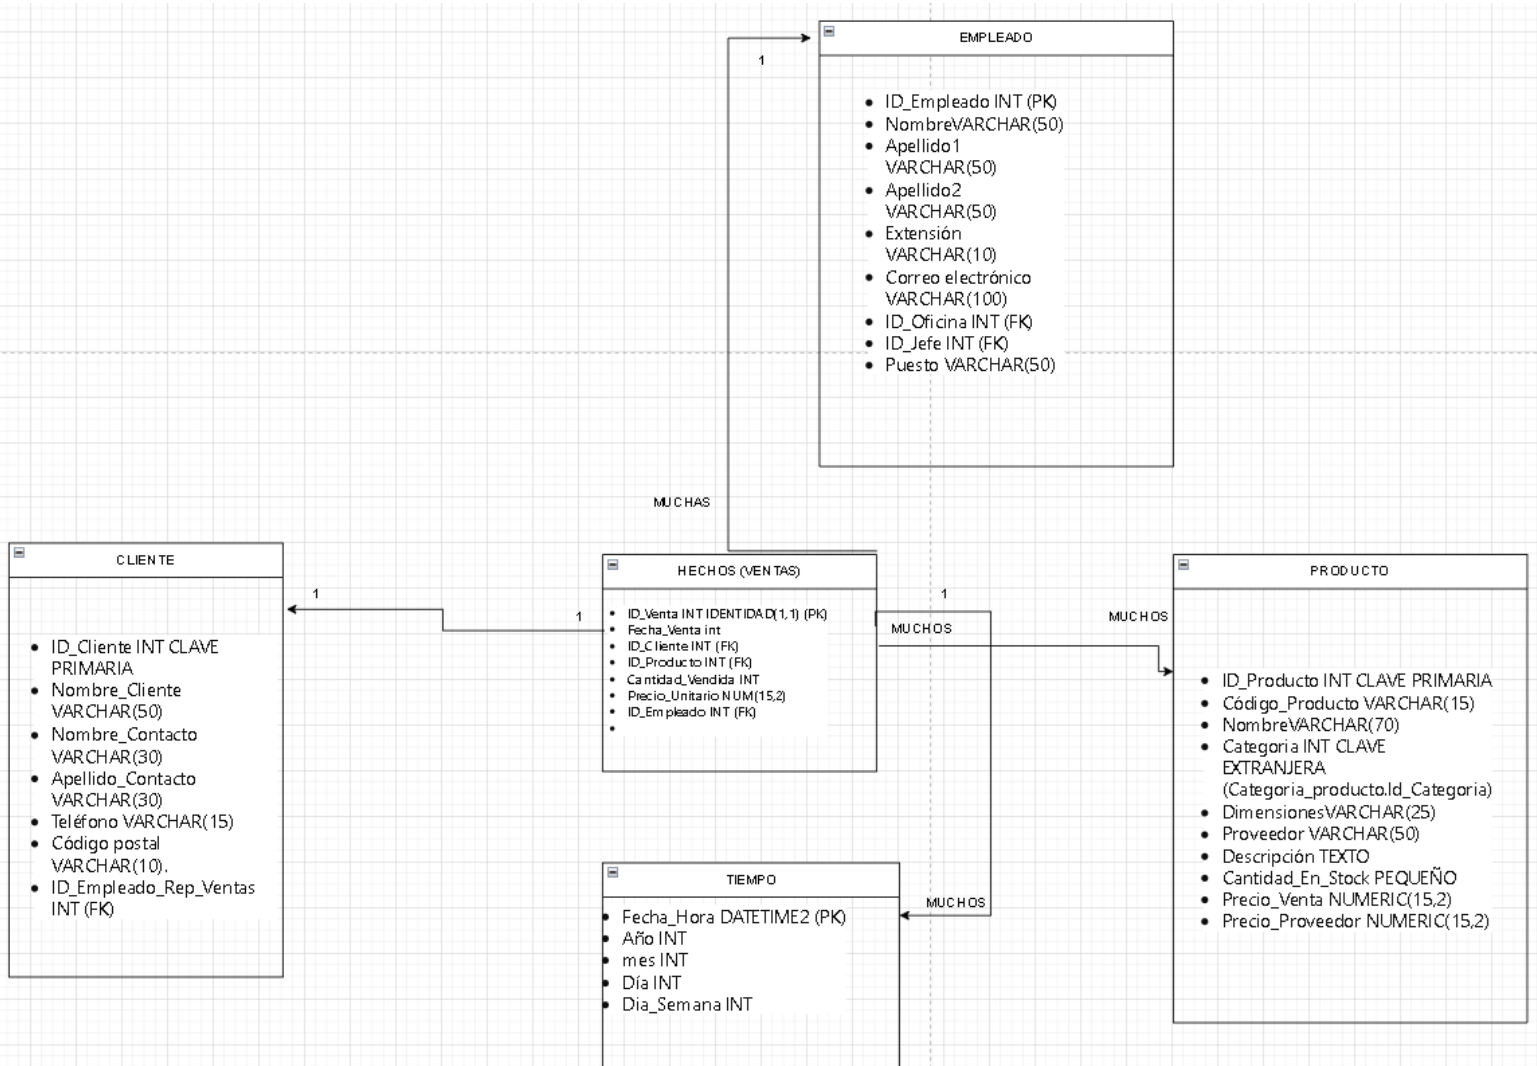 EMPLEADO
1
ID_Empleado INT (PK)
NombreVARCHAR(50)
Apellido1
VARCHAR(50)
Apellido2
VARCHAR(50)
Extensión
VARCHAR(10)
Correo electrónico
VARCHAR(100)
ID_Oficina INT (FK)
ID_Jefe INT (FK)
Puesto VARCHAR(50)
MUCHAS
CLIENTE
ID_Cliente INT CLAVE
PRIMARIA
Nombre_Cliente
VARCHAR(50)
Nombre_Contacto
VARCHAR(30)
Apellido_Contacto
VARCHAR(30)
Teléfono VARCHAR(15)
Código postal
VARCHAR(10).
ID_Empleado_Rep_Ventas
INT (FK)
1
1
HECHOS (VENTAS)
ID_Venta INT IDENTIDAD(1,1) (PK)
Fecha_Venta int
ID_Cliente INT (FK)
ID_Producto INT (FK)
Cantidad_Vendida INT
Precio_Unitario NUM(15,2)
ID_Empleado INT (FK)
1
MUCHOS
MUCHOS
PRODUCTO
ID_Producto INT CLAVE PRIMARIA
Código_Producto VARCHAR(15)
NombreVARCHAR(70)
Categoria INT CLAVE
EXTRANJERA
(Categoria_producto.Id_Categoria)
DimensionesVARCHAR(25)
Proveedor VARCHAR(50)
Descripción TEXTO
Cantidad_En_Stock PEQUEÑO
Precio_Venta NUMERIC(15,2)
Precio_Proveedor NUMERIC(15,2)
TIEMPO
MUCHOS
Fecha_Hora DATETIME2 (PK)
Año INT
mes INT
Día INT
Dia_Semana INT